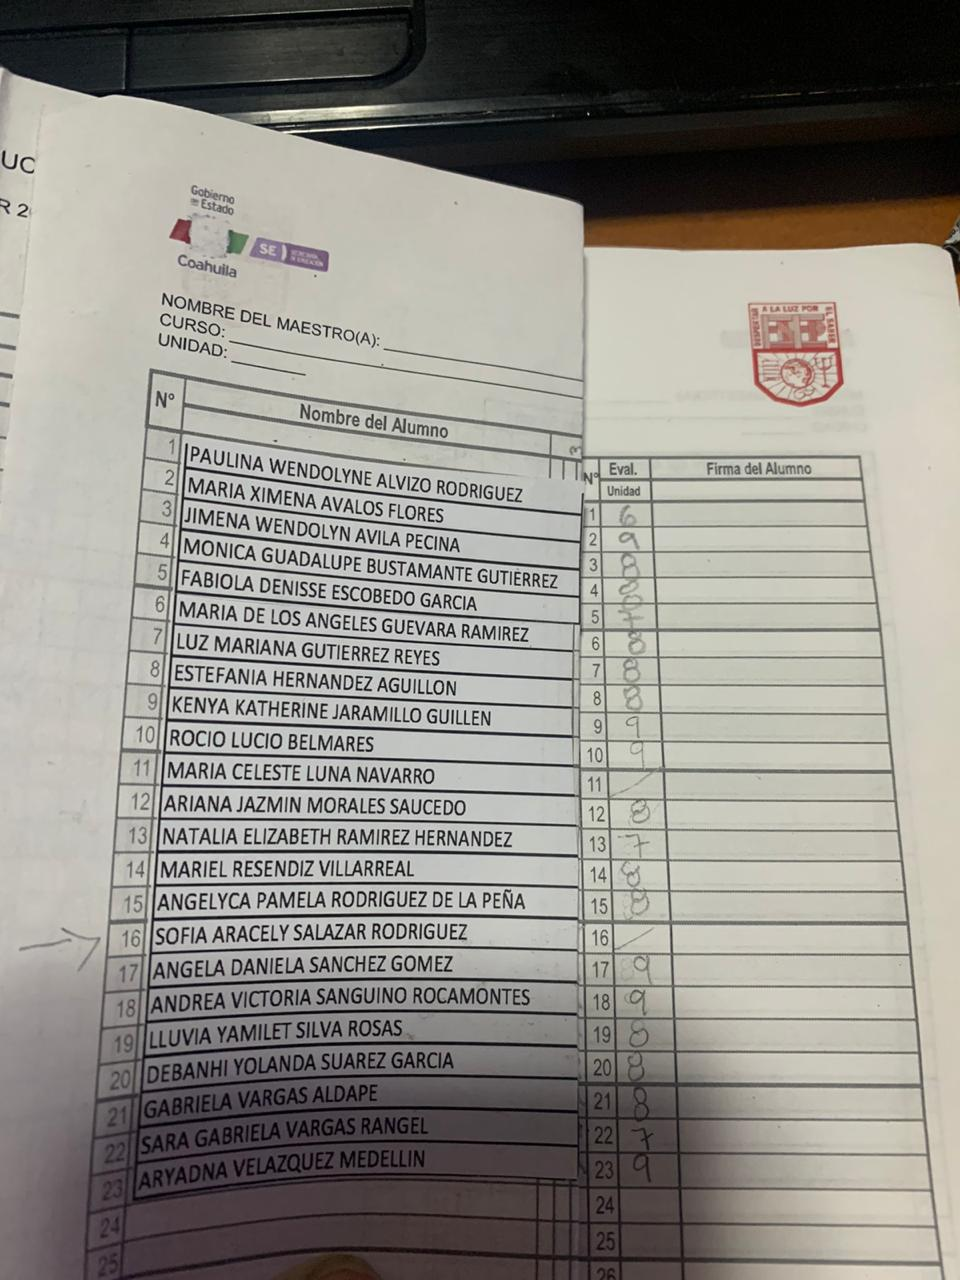 UC
R 2
Gobierno
de Estado
Coahuila
SE
SECRETARÍA
DE EDUCACIÓN
DESPERTAR A LA LUZ POR EL SABER
NOMBRE DEL MAESTRO(A):
CURSO:
UNIDAD:
Nº Nombre del Alumno
Nº Eval. Firma del Alumno
Unidad
1 PAULINA WENDOLYNE ALVIZO RODRIGUEZ 1 6
2 MARIA XIMENA AVALOS FLORES 2 9
3 JIMENA WENDOLYN AVILA PECINA 3 8
4 MONICA GUADALUPE BUSTAMANTE GUTIÉRREZ 4 8
5 FABIOLA DENISSE ESCOBEDO GARCIA 5
6 MARIA DE LOS ANGELES GUEVARA RAMIREZ 6 8
7 LUZ MARIANA GUTIERREZ REYES 7 8
8 ESTEFANIA HERNANDEZ AGUILLON 8 8
9 KENYA KATHERINE JARAMILLO GUILLEN 9 9
10 ROCIO LUCIO BELMARES 10 9
11 MARIA CELESTE LUNA NAVARRO 11 /
12 ARIANA JAZMIN MORALES SAUCEDO 12 8
13 NATALIA ELIZABETH RAMIREZ HERNANDEZ 13 7
14 MARIEL RESENDIZ VILLARREAL 14 8
15 ANGELYCA PAMELA RODRIGUEZ DE LA PEÑA 15 8
16 SOFIA ARACELY SALAZAR RODRIGUEZ 16 /
17 ANGELA DANIELA SANCHEZ GOMEZ 17 9
18 ANDREA VICTORIA SANGUINO ROCAMONTES 18 9
19 LLUVIA YAMILET SILVA ROSAS 19 8
20 DEBANHI YOLANDA SUAREZ GARCIA 20 8
21 GABRIELA VARGAS ALDAPE 21 8
22 SARA GABRIELA VARGAS RANGEL 22 7
23 ARYADNA VELAZQUEZ MEDELLIN 23 9
24 24
25 25
26